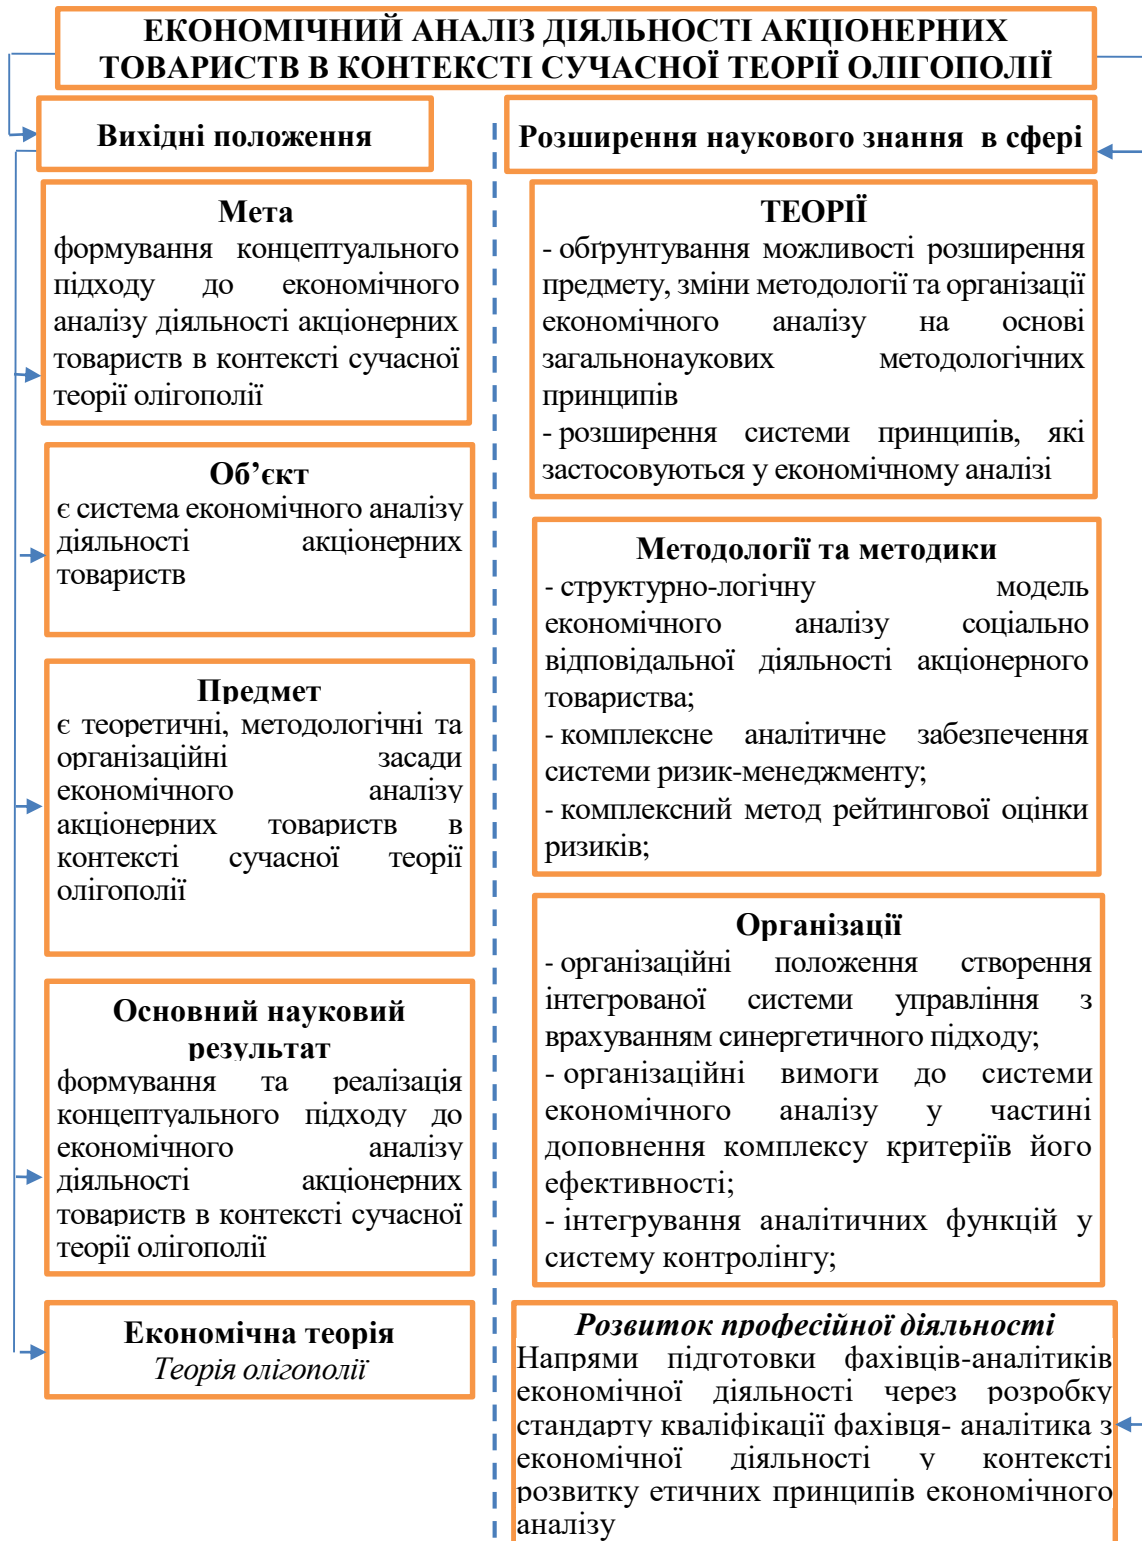 ЕКОНОМІЧНИЙ АНАЛІЗ ДІЯЛЬНОСТІ АКЦІОНЕРНИХ
ТОВАРИСТВ В КОНТЕКСТІ СУЧАСНОЇ ТЕОРІЇ ОЛІГОПОЛІЇ
Вихідні положення
Мета
формування концептуального
підходу до економічного
аналізу діяльності акціонерних
товариств в контексті сучасної
теорії олігополії
Об’єкт
є система економічного аналізу
діяльності акціонерних
товариств
Предмет
є теоретичні, методологічні та
організаційні засади
економічного аналізу
акціонерних товариств в
контексті сучасної теорії
олігополії
Основний науковий
результат
формування та реалізація
концептуального підходу до
економічного аналізу
діяльності акціонерних
товариств в контексті сучасної
теорії олігополії
Економічна теорія
Теорія олігополії
Розширення наукового знання в сфері
ТЕОРІЇ
- обґрунтування можливості розширення
предмету, зміни методології та організації
економічного аналізу на основі
загальнонаукових методологічних
принципів
- розширення системи принципів, які
застосовуються у економічному аналізі
Методології та методики
- структурно-логічну модель
економічного аналізу соціально
відповідальної діяльності акціонерного
товариства;
- комплексне аналітичне забезпечення
системи ризик-менеджменту;
- комплексний метод рейтингової оцінки
ризиків;
Організації
- організаційні положення створення
інтегрованої системи управління з
врахуванням синергетичного підходу;
- організаційні вимоги до системи
економічного аналізу у частині
доповнення комплексу критеріїв його
ефективності;
- інтегрування аналітичних функцій у
систему контролінгу;
Розвиток професійної діяльності
Напрями підготовки фахівців-аналітиків
економічної діяльності через розробку
стандарту кваліфікації фахівця- аналітика з
економічної діяльності у контексті
розвитку етичних принципів економічного
аналізу